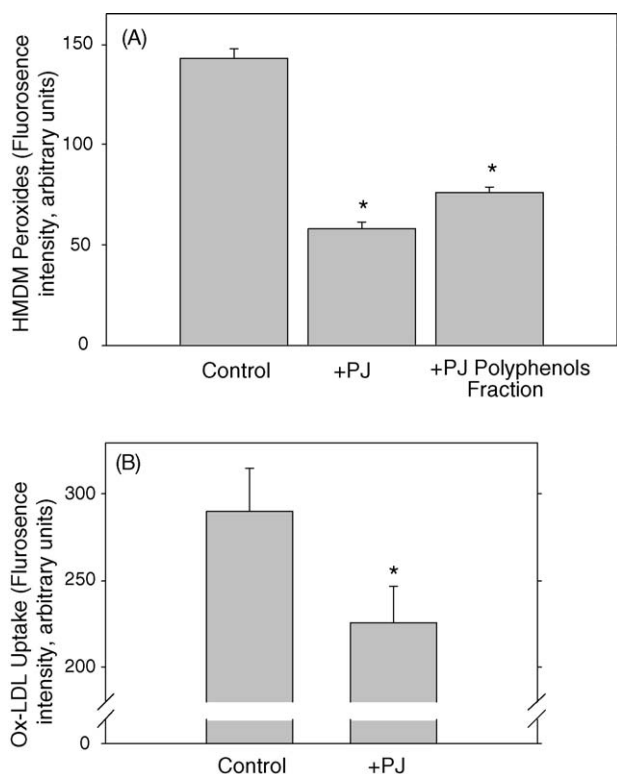 (A)
HMDM Peroxides (Fluorosence
intensity, arbitrary units)
150
100
50
0
*
*
Control
+PJ
+PJ Polyphenols
Fraction
(B)
Ox-LDL Uptake (Flurosence
intensity, arbitrary units)
300
250
200
0
*
Control
+PJ